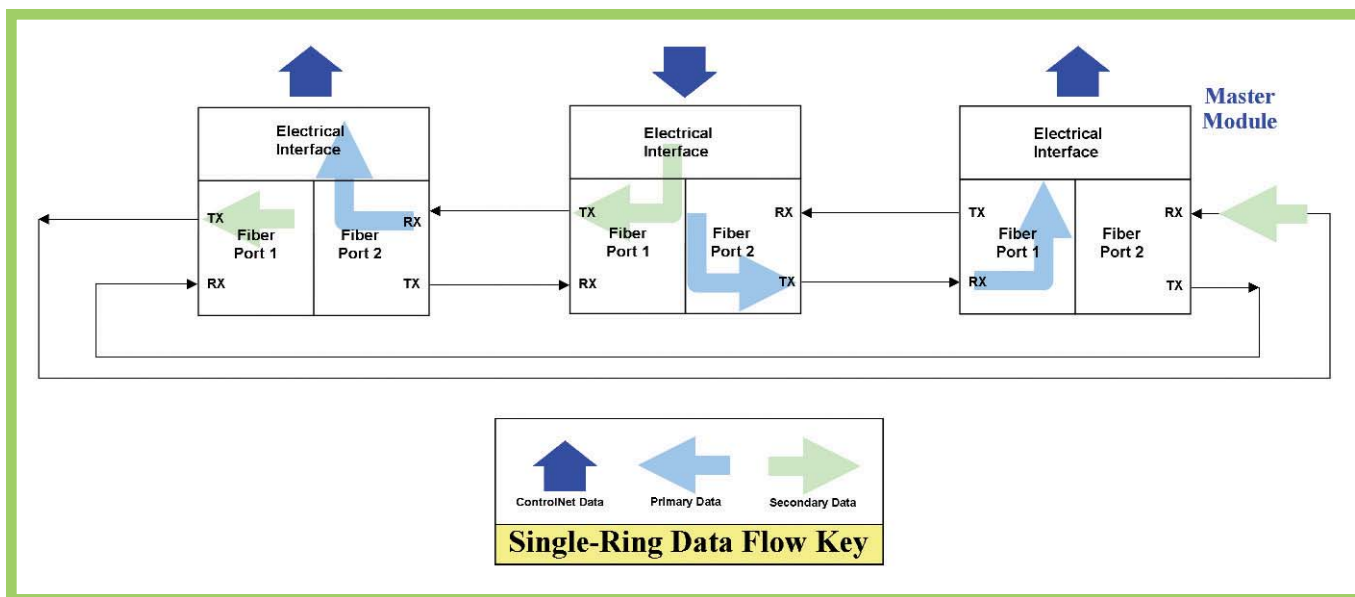 Master
Module
Electrical
Interface
TX
Fiber
Port 1
RX
RX
Fiber
Port 2
TX
Electrical
Interface
TX
Fiber
Port 1
RX
RX
Fiber
Port 2
TX
Electrical
Interface
TX
Fiber
Port 1
RX
RX
Fiber
Port 2
TX
ControlNet Data
Primary Data
Secondary Data
Single-Ring Data Flow Key